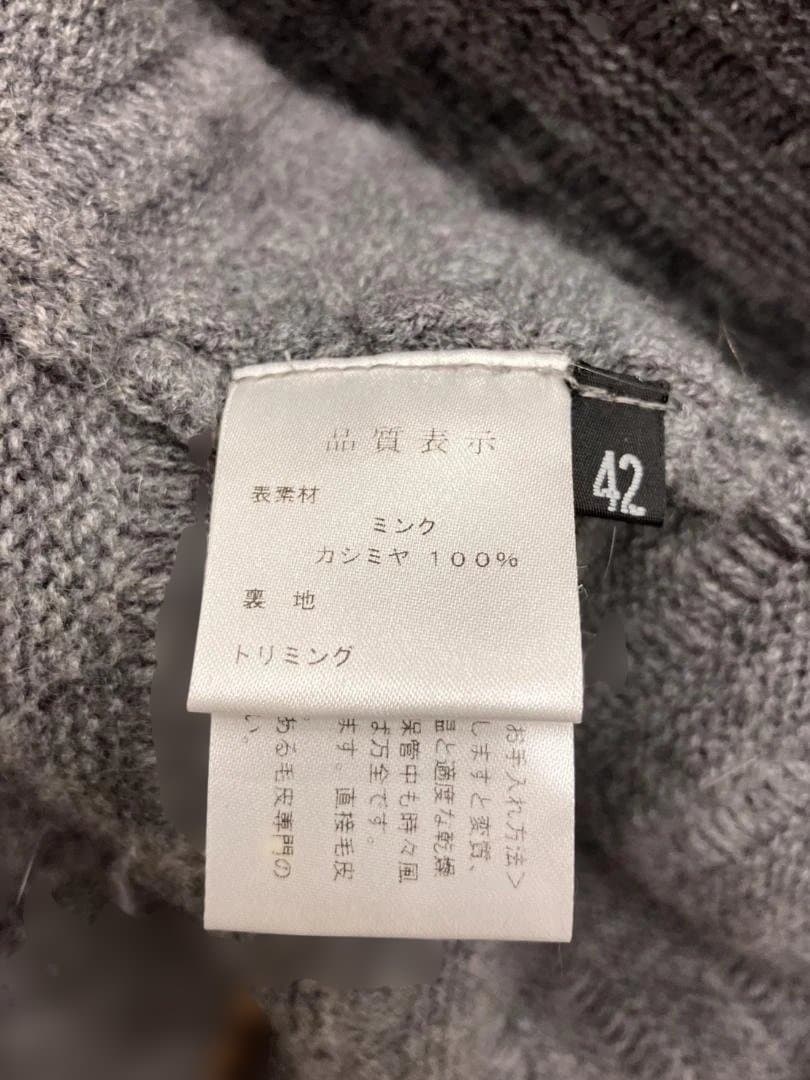 品質表示
表素材
ミンク
カシミヤ 100%
裏 地
トリミング
42
お手入れ方法>
しますと変質、
温と適度な乾燥
保管中も時々風
ず万全です。
ます。直接毛皮
ある毛皮専門の
い。